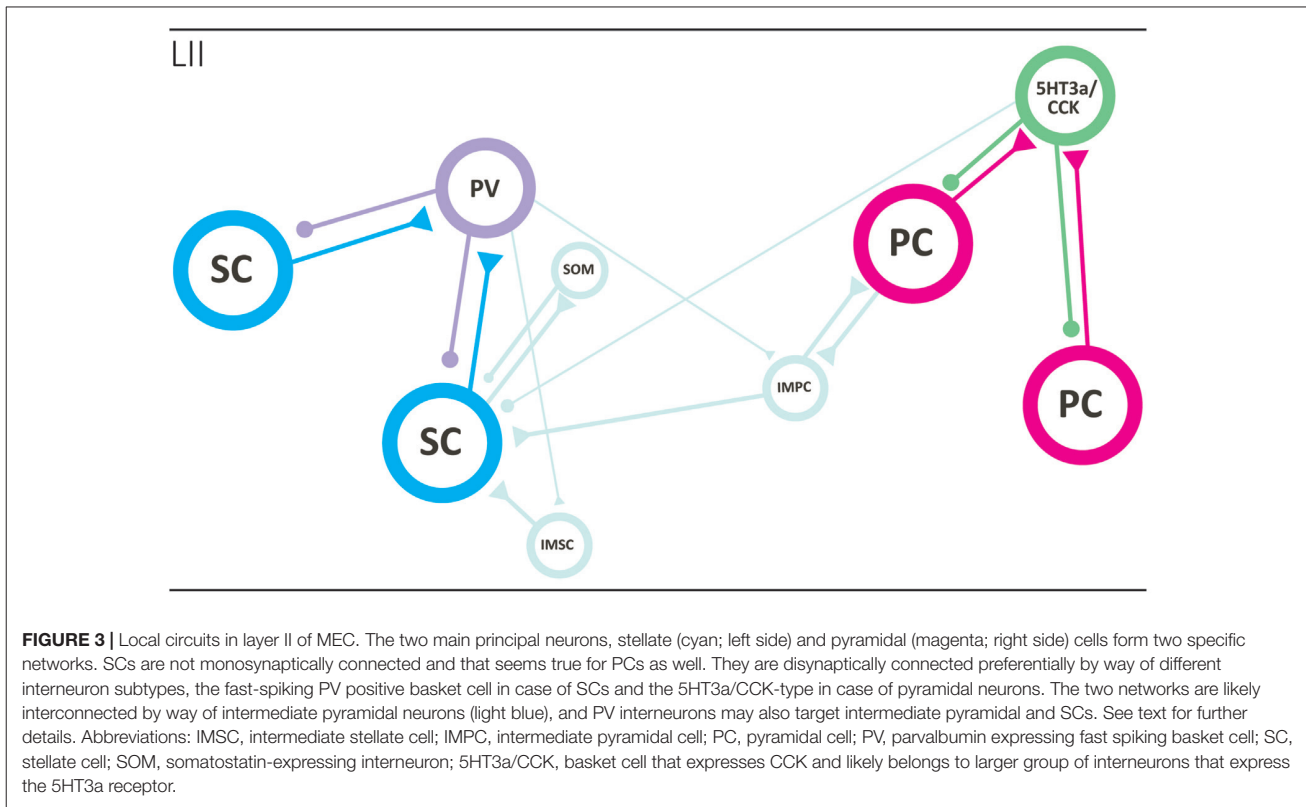 LII
5HT3a/
CCK
PV
SC
SOM
PC
IMPC
PC
SC
IMSC
FIGURE 3 | Local circuits in layer II of MEC. The two main principal neurons, stellate (cyan; left side) and pyramidal (magenta; right side) cells form two specific
networks. SCs are not monosynaptically connected and that seems true for PCs as well. They are disynaptically connected preferentially by way of different
interneuron subtypes, the fast-spiking PV positive basket cell in case of SCs and the 5HT3a/CCK-type in case of pyramidal neurons. The two networks are likely
interconnected by way of intermediate pyramidal neurons (light blue), and PV interneurons may also target intermediate pyramidal and SCs. See text for further
details. Abbreviations: IMSC, intermediate stellate cell; IMPC, intermediate pyramidal cell; PC, pyramidal cell; PV, parvalbumin expressing fast spiking basket cell; SC,
stellate cell; SOM, somatostatin-expressing interneuron; 5HT3a/CCK, basket cell that expresses CCK and likely belongs to larger group of interneurons that express
the 5HT3a receptor.